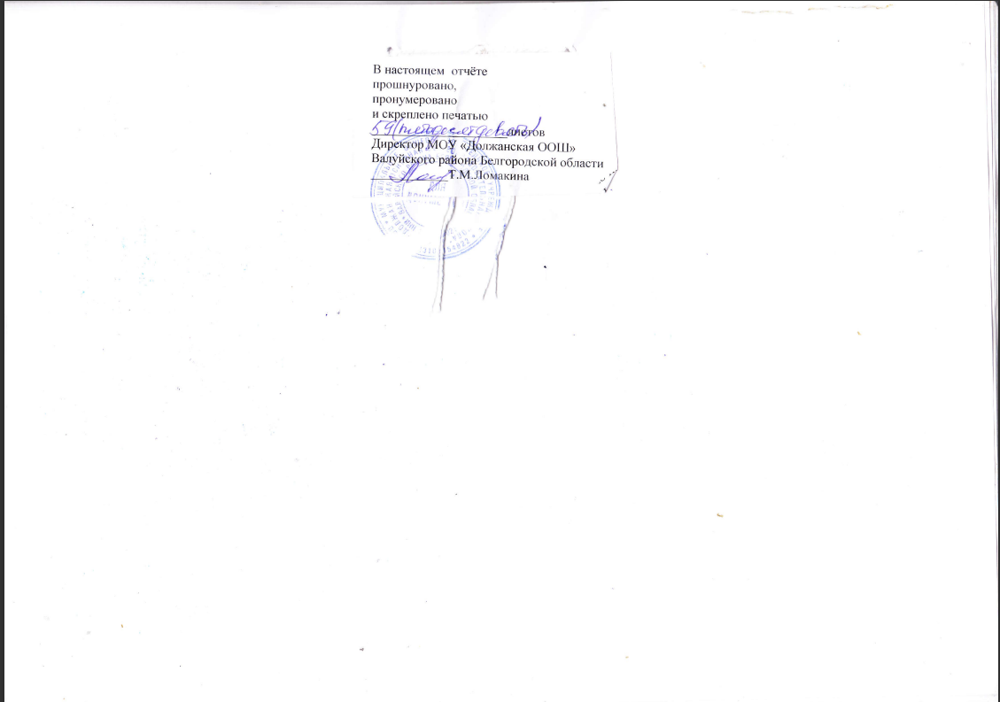 В настоящем отчёте
прошнуровано,
пронумеровано
и скреплено печатью
59 (пятьдесят девять) листов
Директор МОУ «Должанская ООШ»
Валуйского района Белгородской области
Т.М.Ломакина